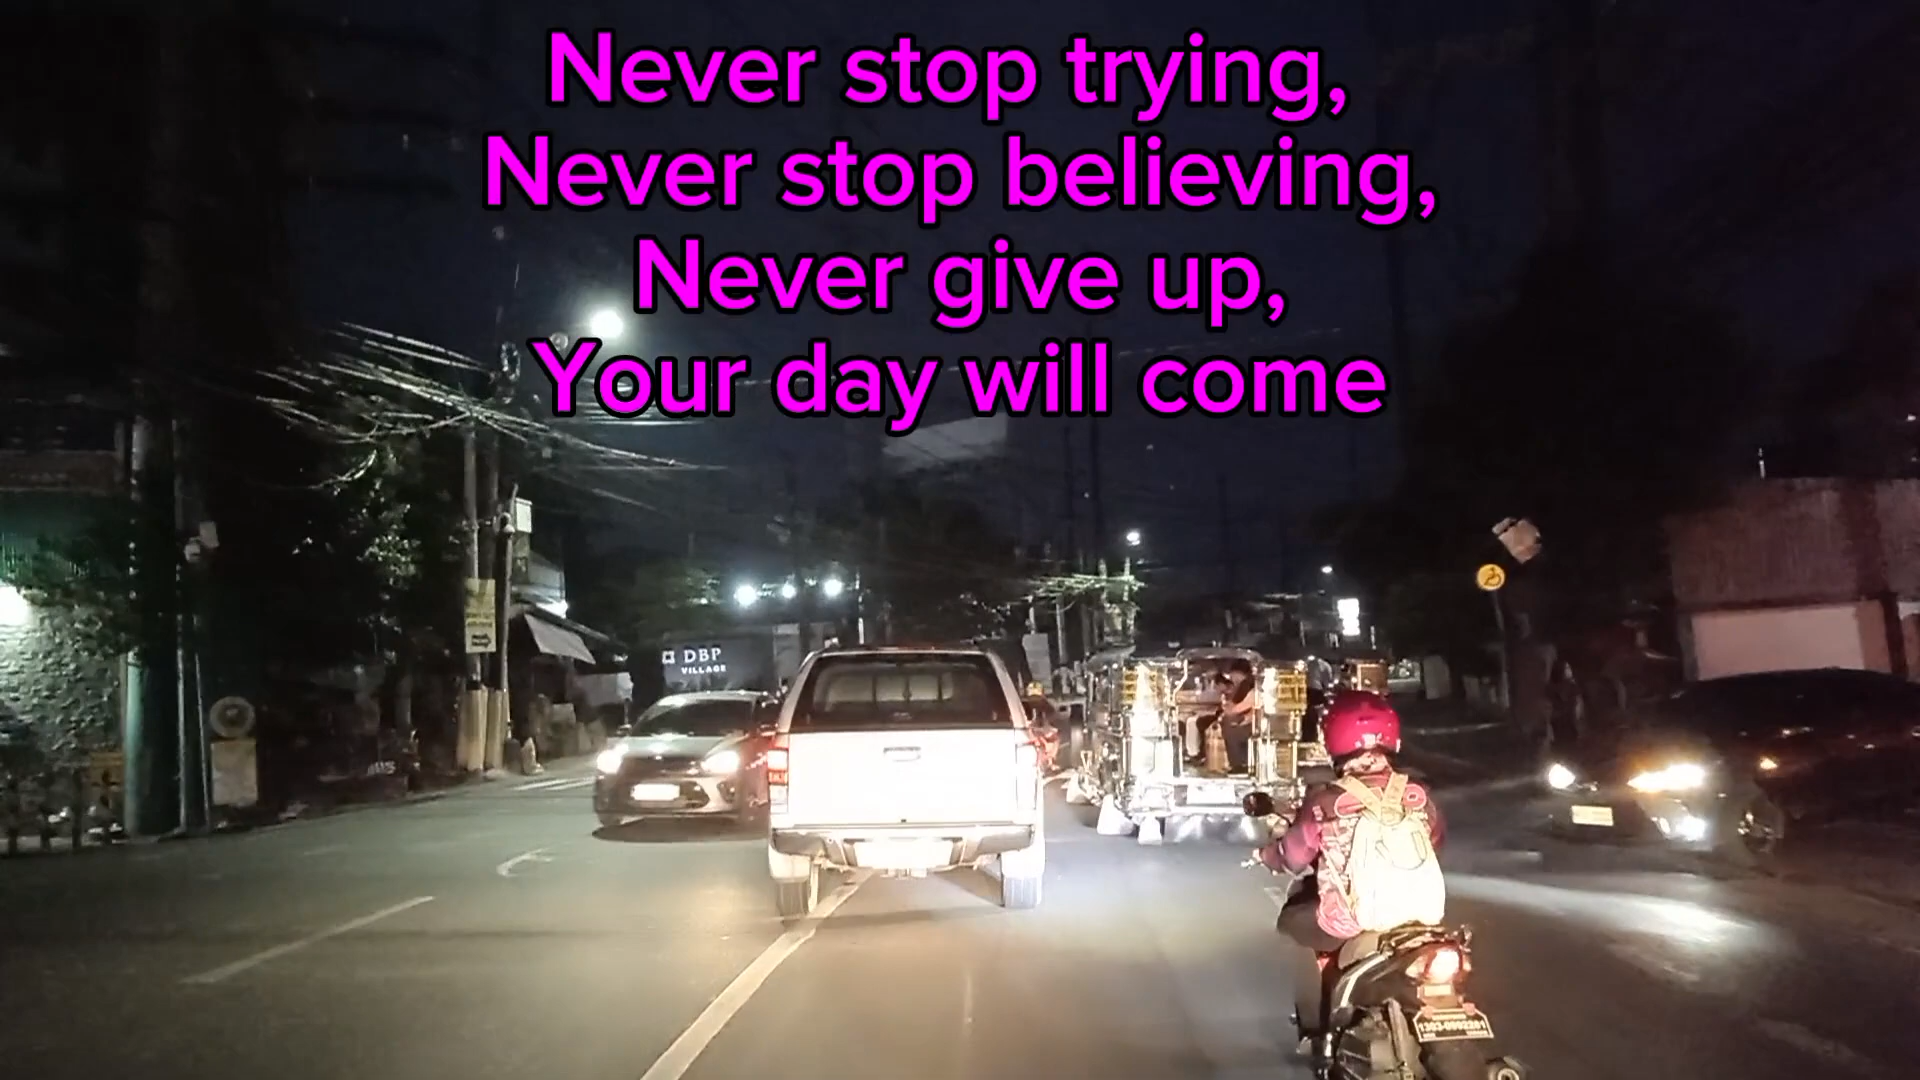 Never stop trying,
Never stop believing,
Never give up,
Your day will come
DBP
VILLAGE